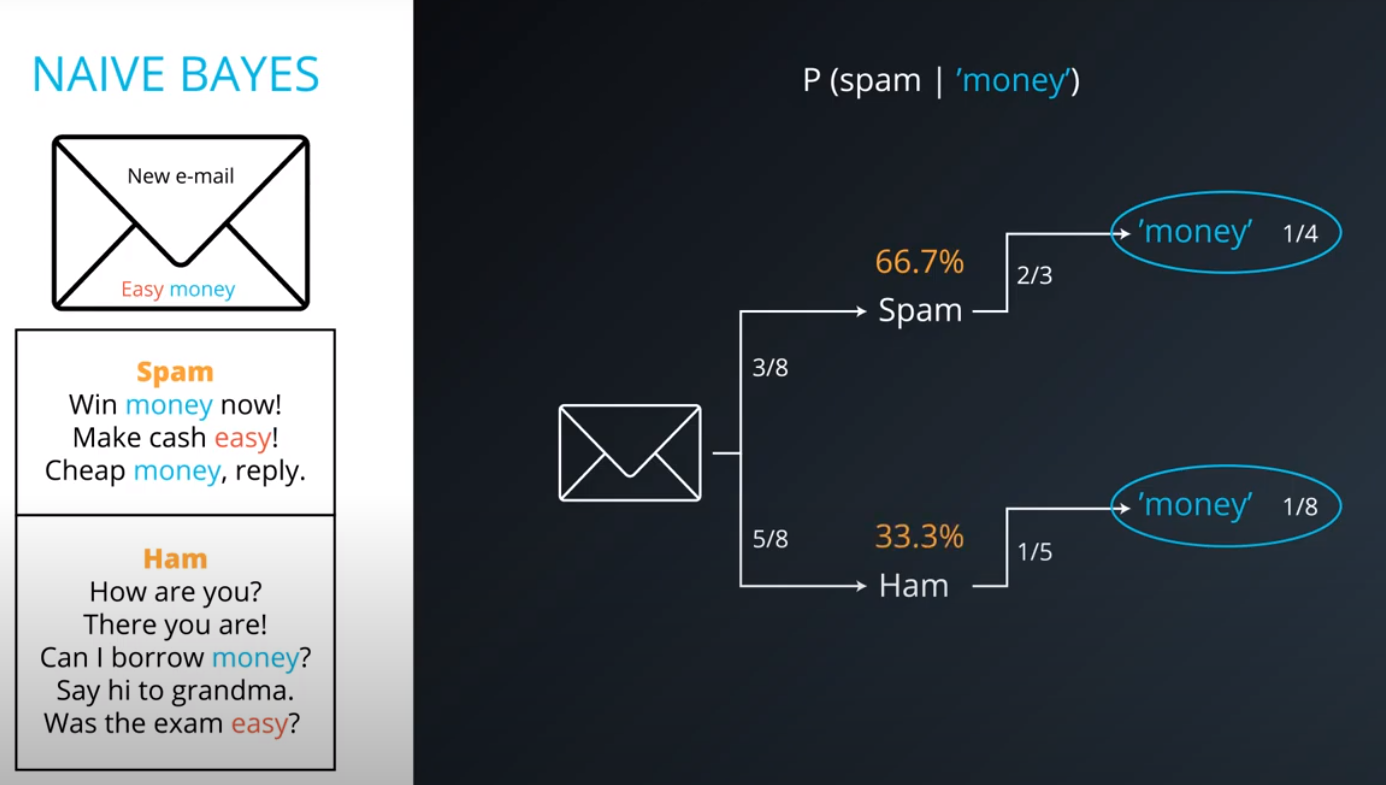 NAIVE BAYES
New e-mail
Easy money
Spam
Win money now!
Make cash easy!
Cheap money, reply.
Ham
How are you?
There you are!
Can I borrow money?
Say hi to grandma.
Was the exam easy?
P (spam | ’money’)
’money’ 1/4
66.7%
2/3
Spam
3/8
’money’ 1/8
5/8
33.3%
1/5
Ham